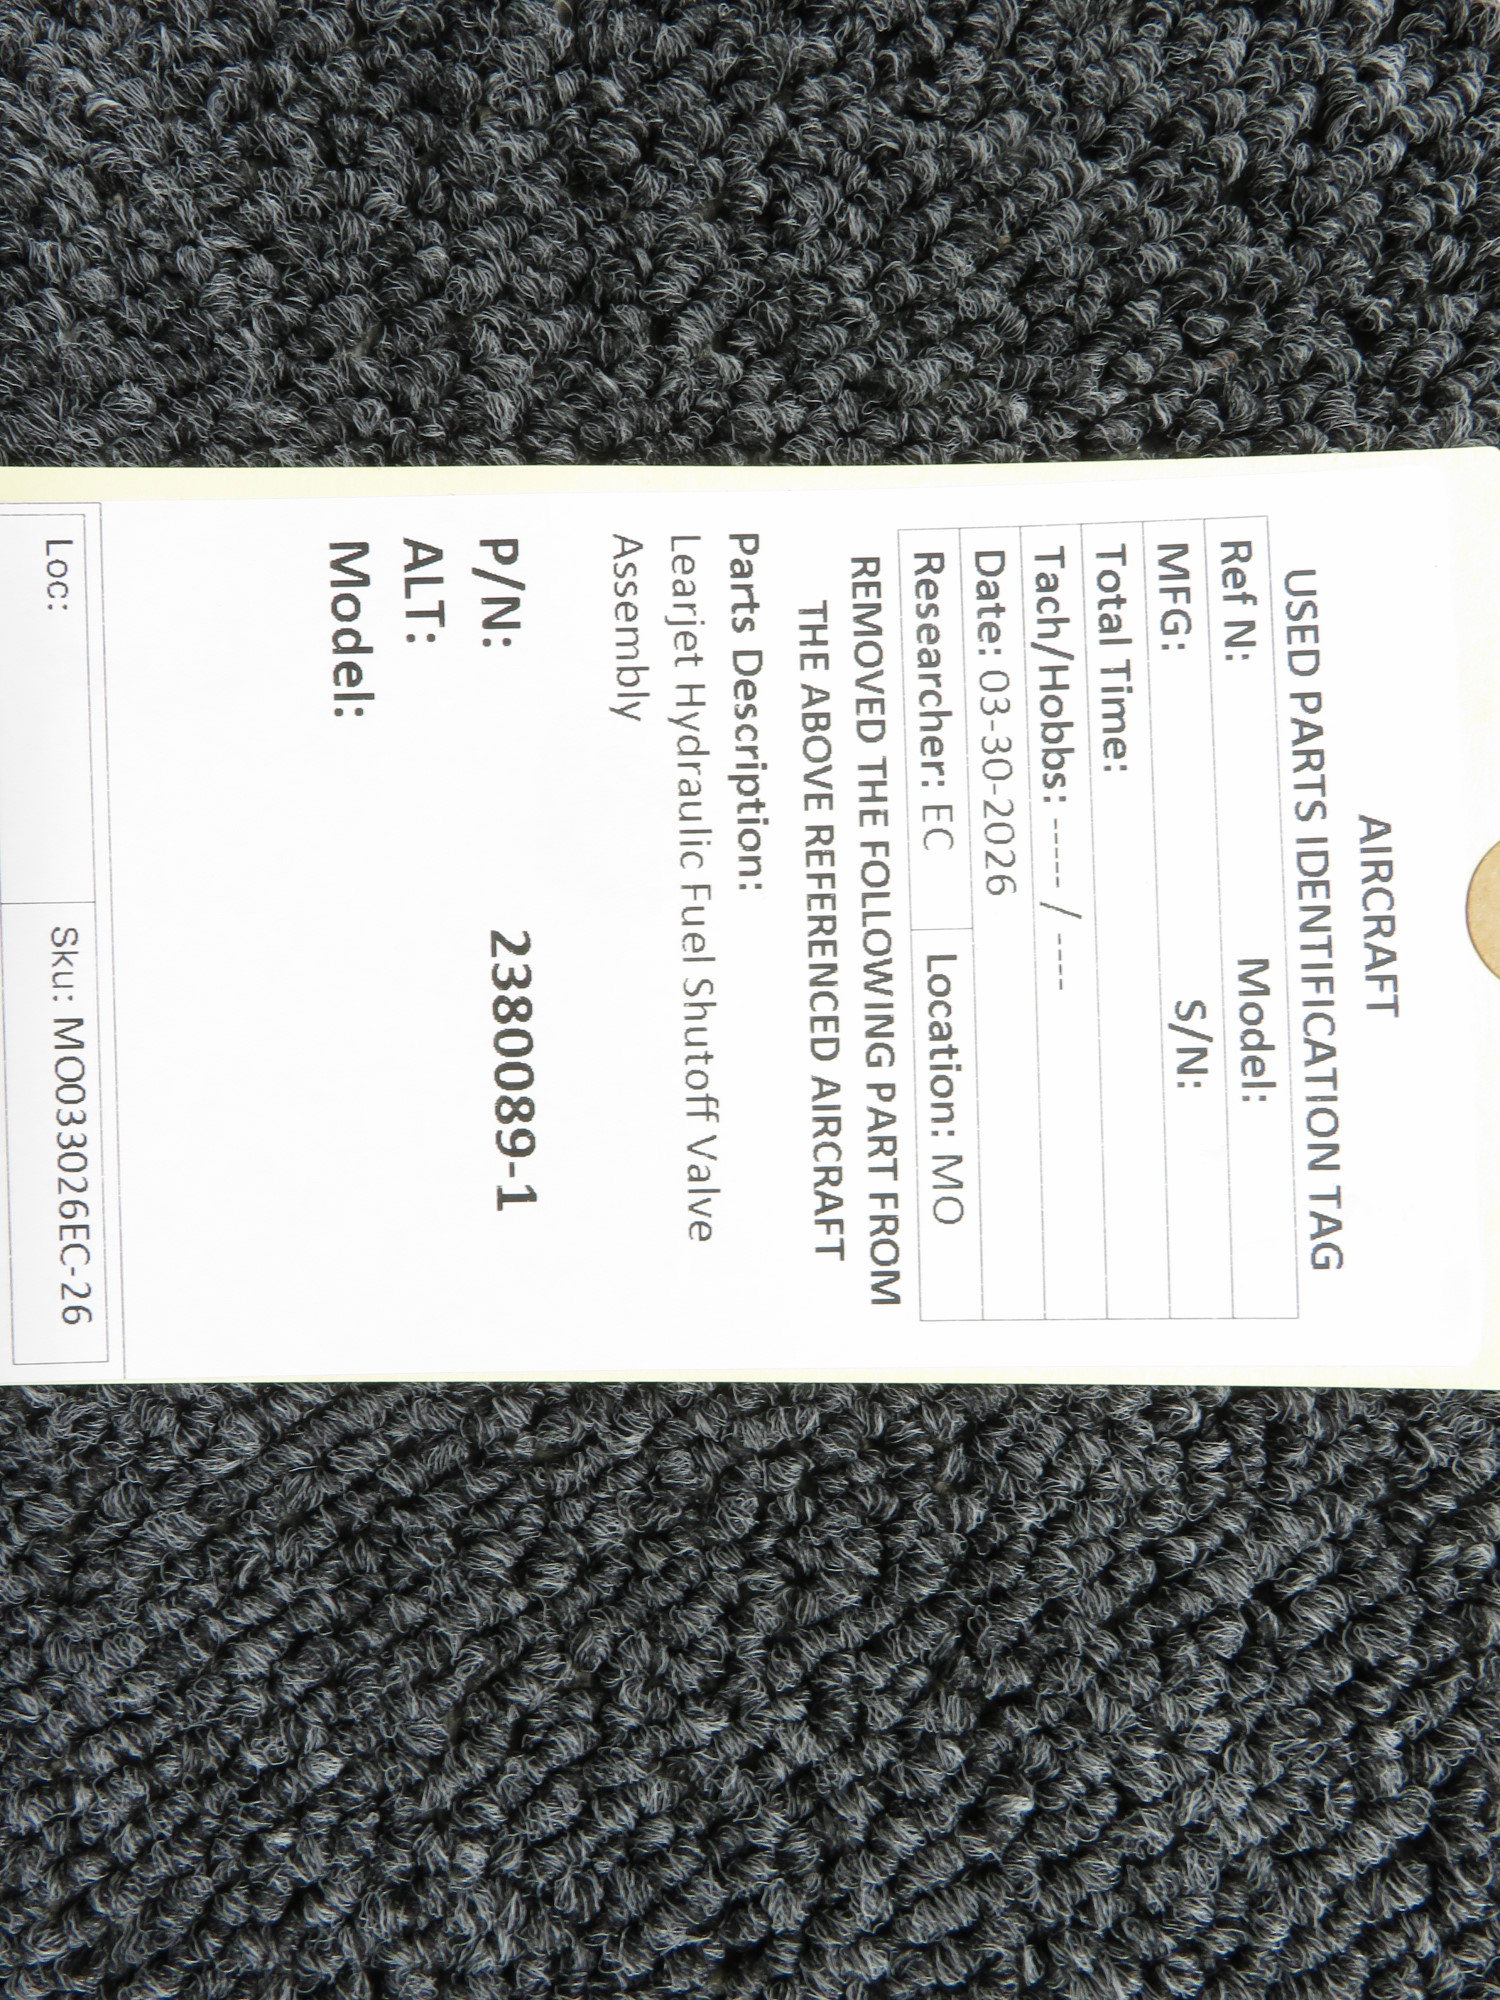 AIRCRAFT
USED PARTS IDENTIFICATION TAG
Ref N: Model:
MFG: S/N:
Total Time:
Tach/Hobbs: ----- / ----
Date: 03-30-2026
Researcher: EC Location: MO
REMOVED THE FOLLOWING PART FROM
THE ABOVE REFERENCED AIRCRAFT
Parts Description:
Learjet Hydraulic Fuel Shutoff Valve
Assembly
P/N: 2380089-1
ALT:
Model:
Loc: Sku: MO033026EC-26